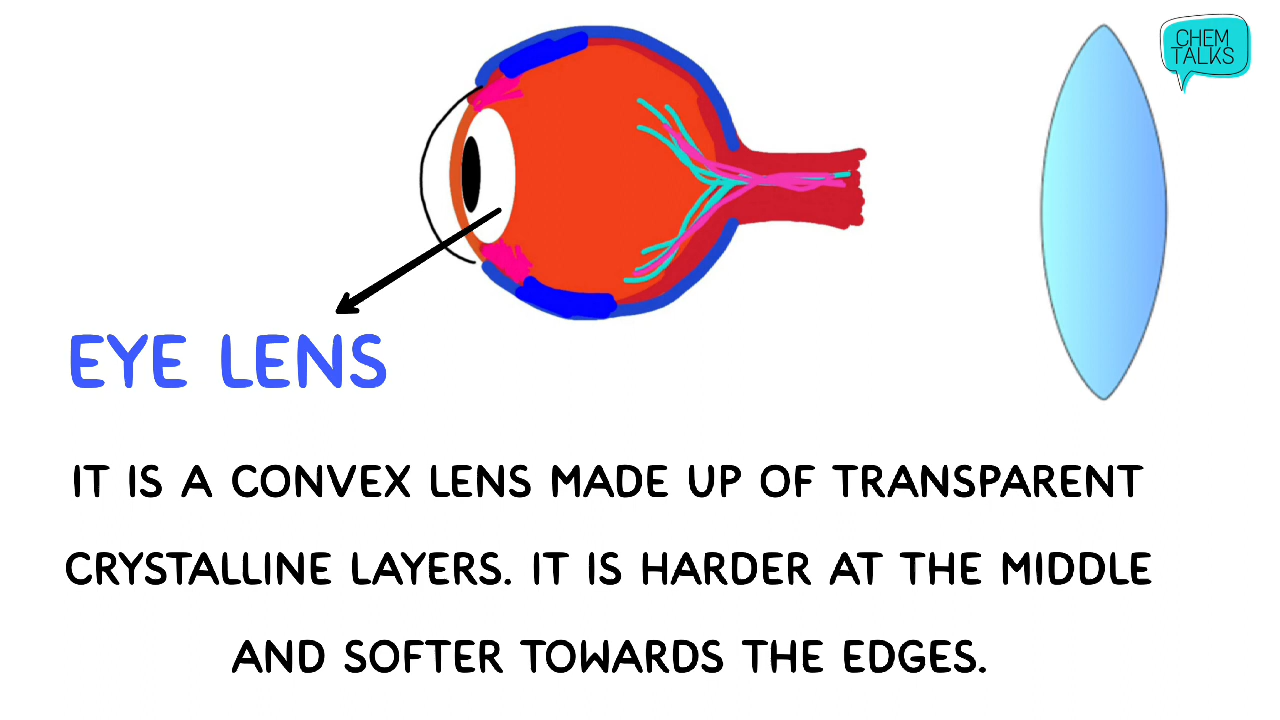 CHEM
TALKS
EYE LENS
IT IS A CONVEX LENS MADE UP OF TRANSPARENT
CRYSTALLINE LAYERS. IT IS HARDER AT THE MIDDLE
AND SOFTER TOWARDS THE EDGES.